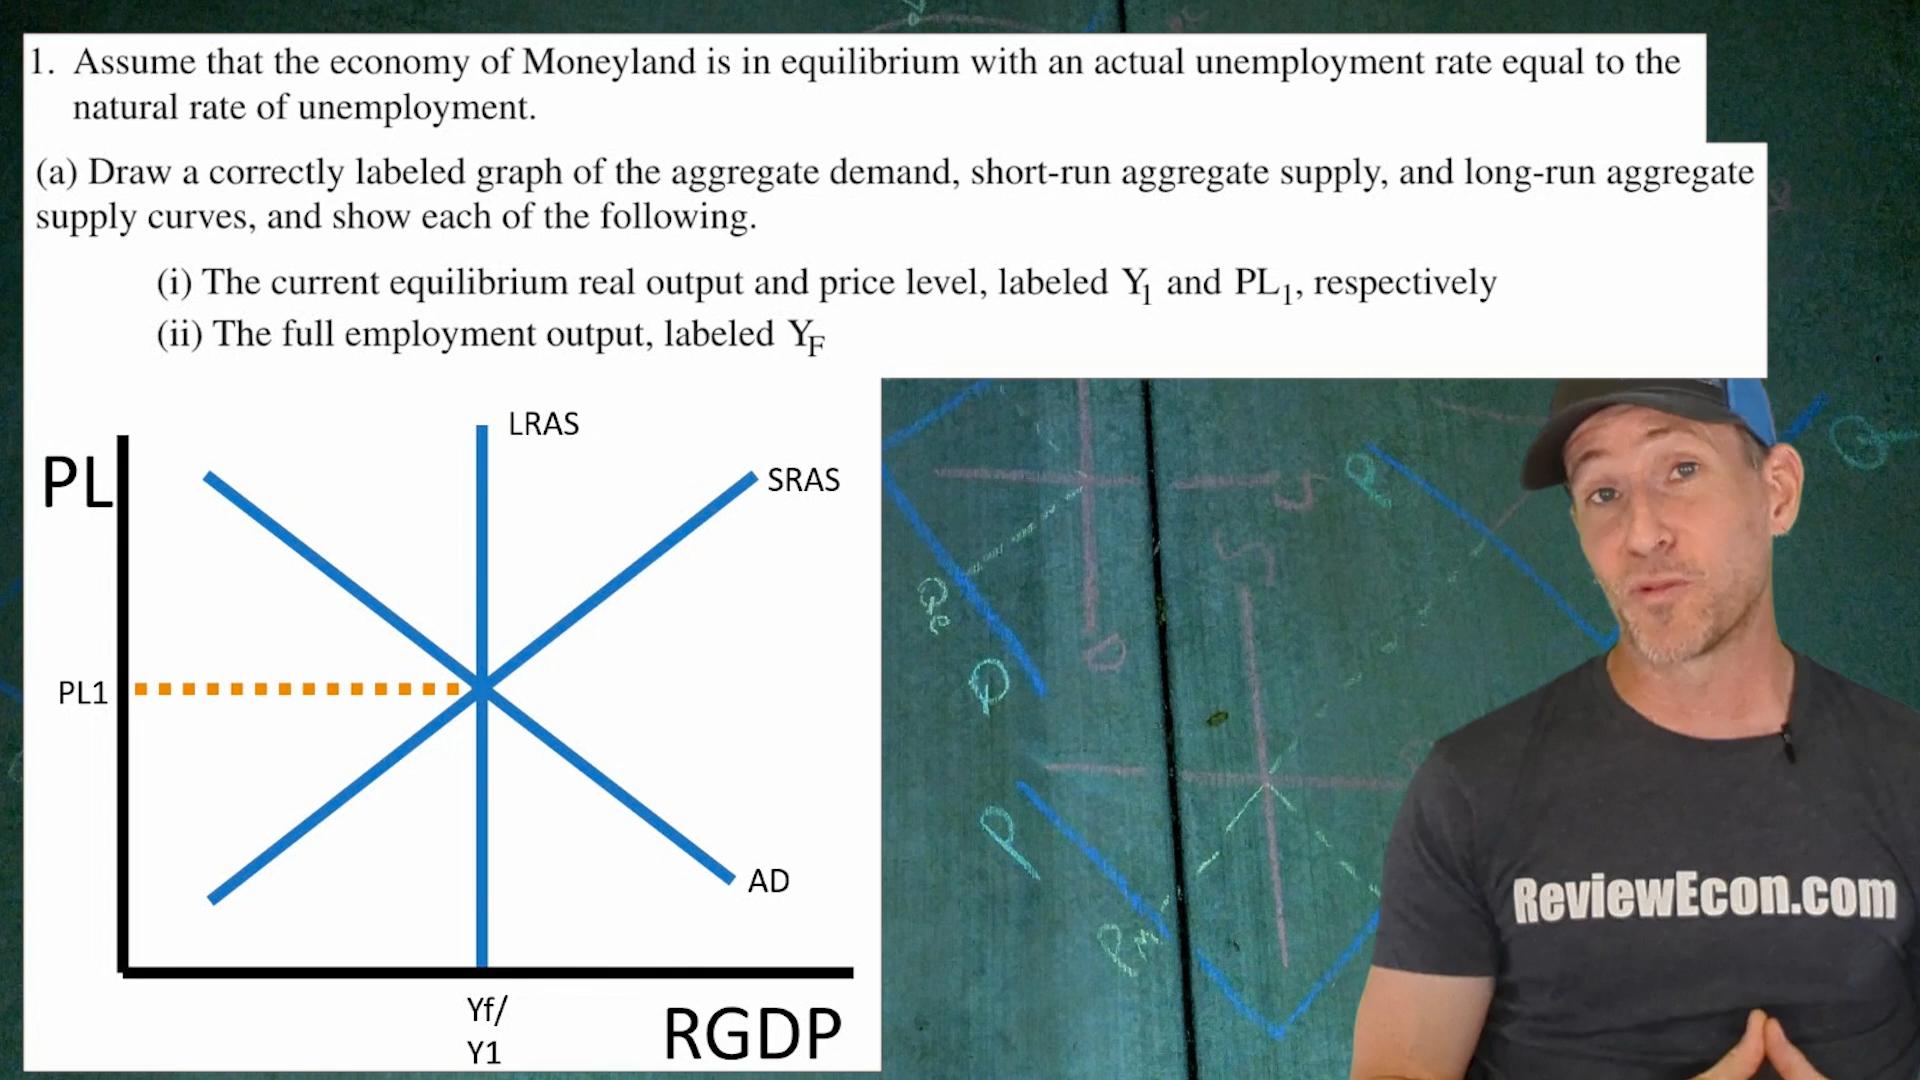 1. Assume that the economy of Moneyland is in equilibrium with an actual unemployment rate equal to the
natural rate of unemployment.
(a) Draw a correctly labeled graph of the aggregate demand, short-run aggregate supply, and long-run aggregate
supply curves, and show each of the following.
(i) The current equilibrium real output and price level, labeled Y₁ and PL₁, respectively
(ii) The full employment output, labeled Y_F
LRAS
PL
SRAS
PL1
AD
Yf/
Y1
RGDP
P
Q
S
S
Qe
D
Q
P
ReviewEcon.com